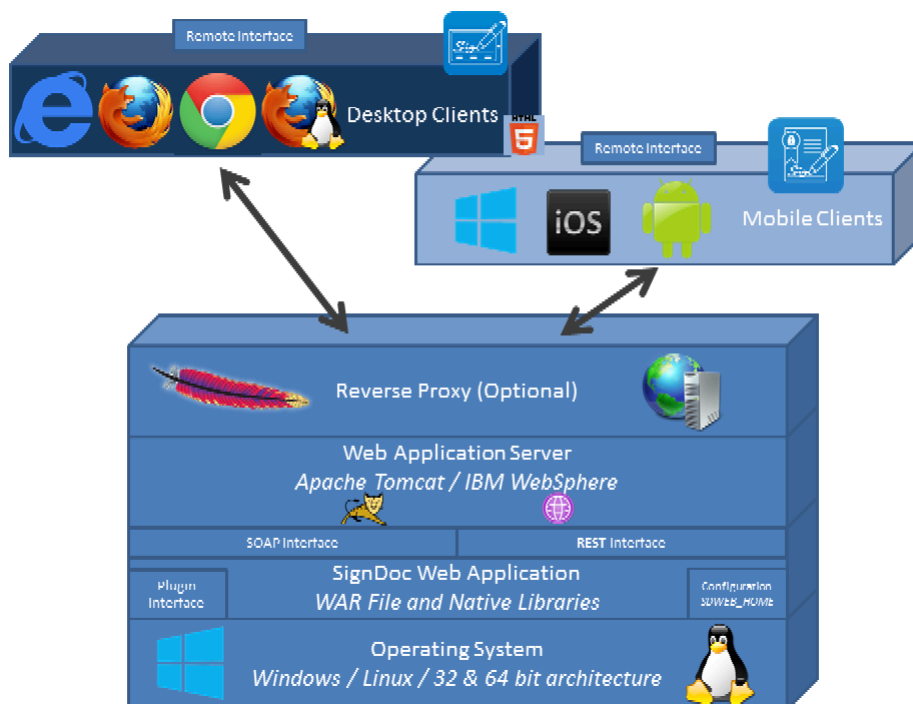 Remote Interface
Sign
Desktop Clients
HTML
5
Remote Interface
iOS
Mobile Clients
Reverse Proxy (Optional)
Web Application Server
Apache Tomcat / IBM WebSphere
SOAP Interface
REST Interface
SignDoc Web Application
WAR File and Native Libraries
Plugin
Interface
Configuration
SDWEB_HOME
Operating System
Windows / Linux / 32 & 64 bit architecture